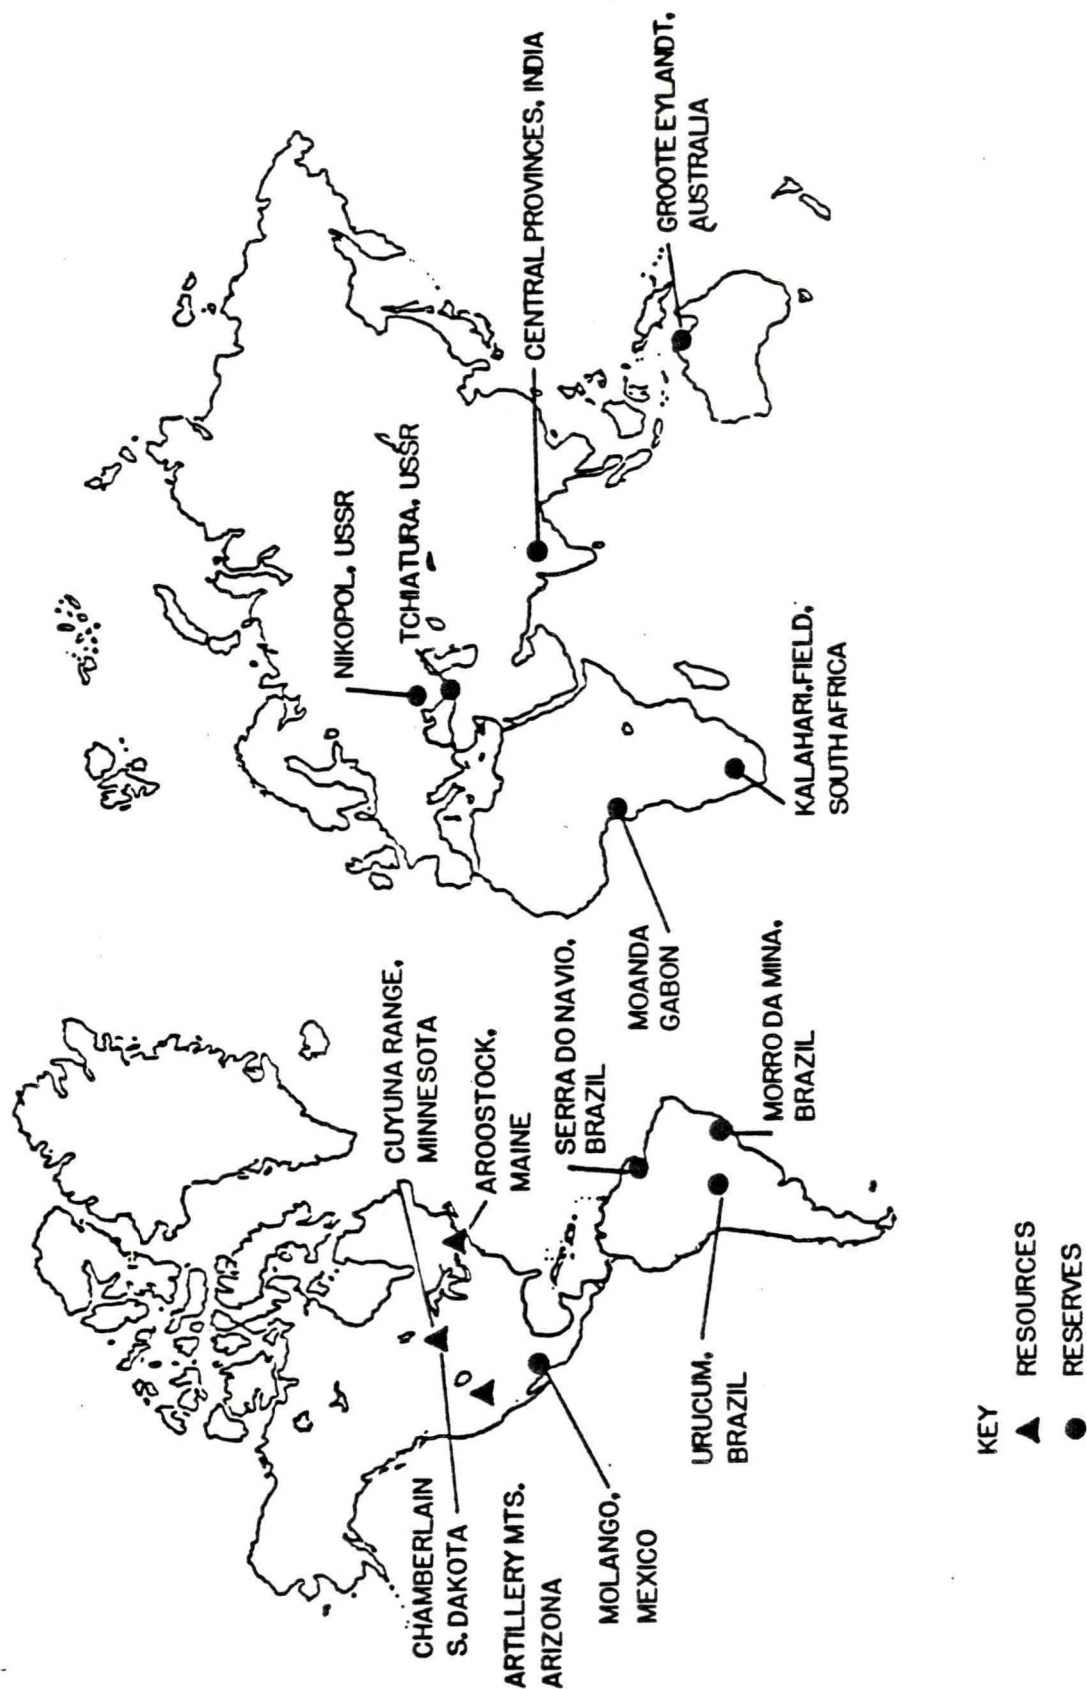 CUYUNA RANGE,
MINNESOTA
AROOSTOCK,
MAINE
CHAMBERLAIN
S. DAKOTA
ARTILLERY MTS.
ARIZONA
MOLANGO,
MEXICO
SERRA DO NAVIO,
BRAZIL
URUCUM,
BRAZIL
MORRO DA MINA,
BRAZIL
MOANDA
GABON
NIKOPOL, USSR
TCHIATURA, USSR
CENTRAL PROVINCES, INDIA
KALAHARI FIELD,
SOUTH AFRICA
GROOTE EYLANDT,
AUSTRALIA
KEY
RESOURCES
RESERVES